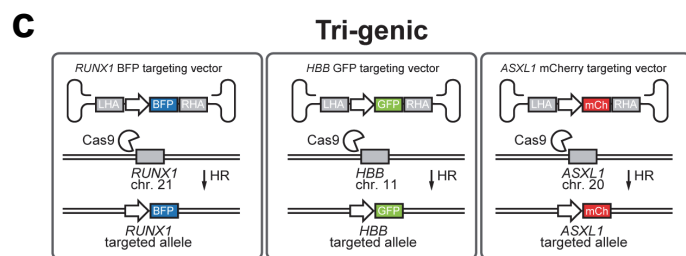 C
Tri-genic
RUNX1 BFP targeting vector
LHA BFP RHA
Cas9
RUNX1
chr. 21
HR
BFP
RUNX1
targeted allele
HBB GFP targeting vector
LHA GFP RHA
Cas9
HBB
chr. 11
HR
GFP
HBB
targeted allele
ASXL1 mCherry targeting vector
LHA mCh RHA
Cas9
ASXL1
chr. 20
HR
mCh
ASXL1
targeted allele